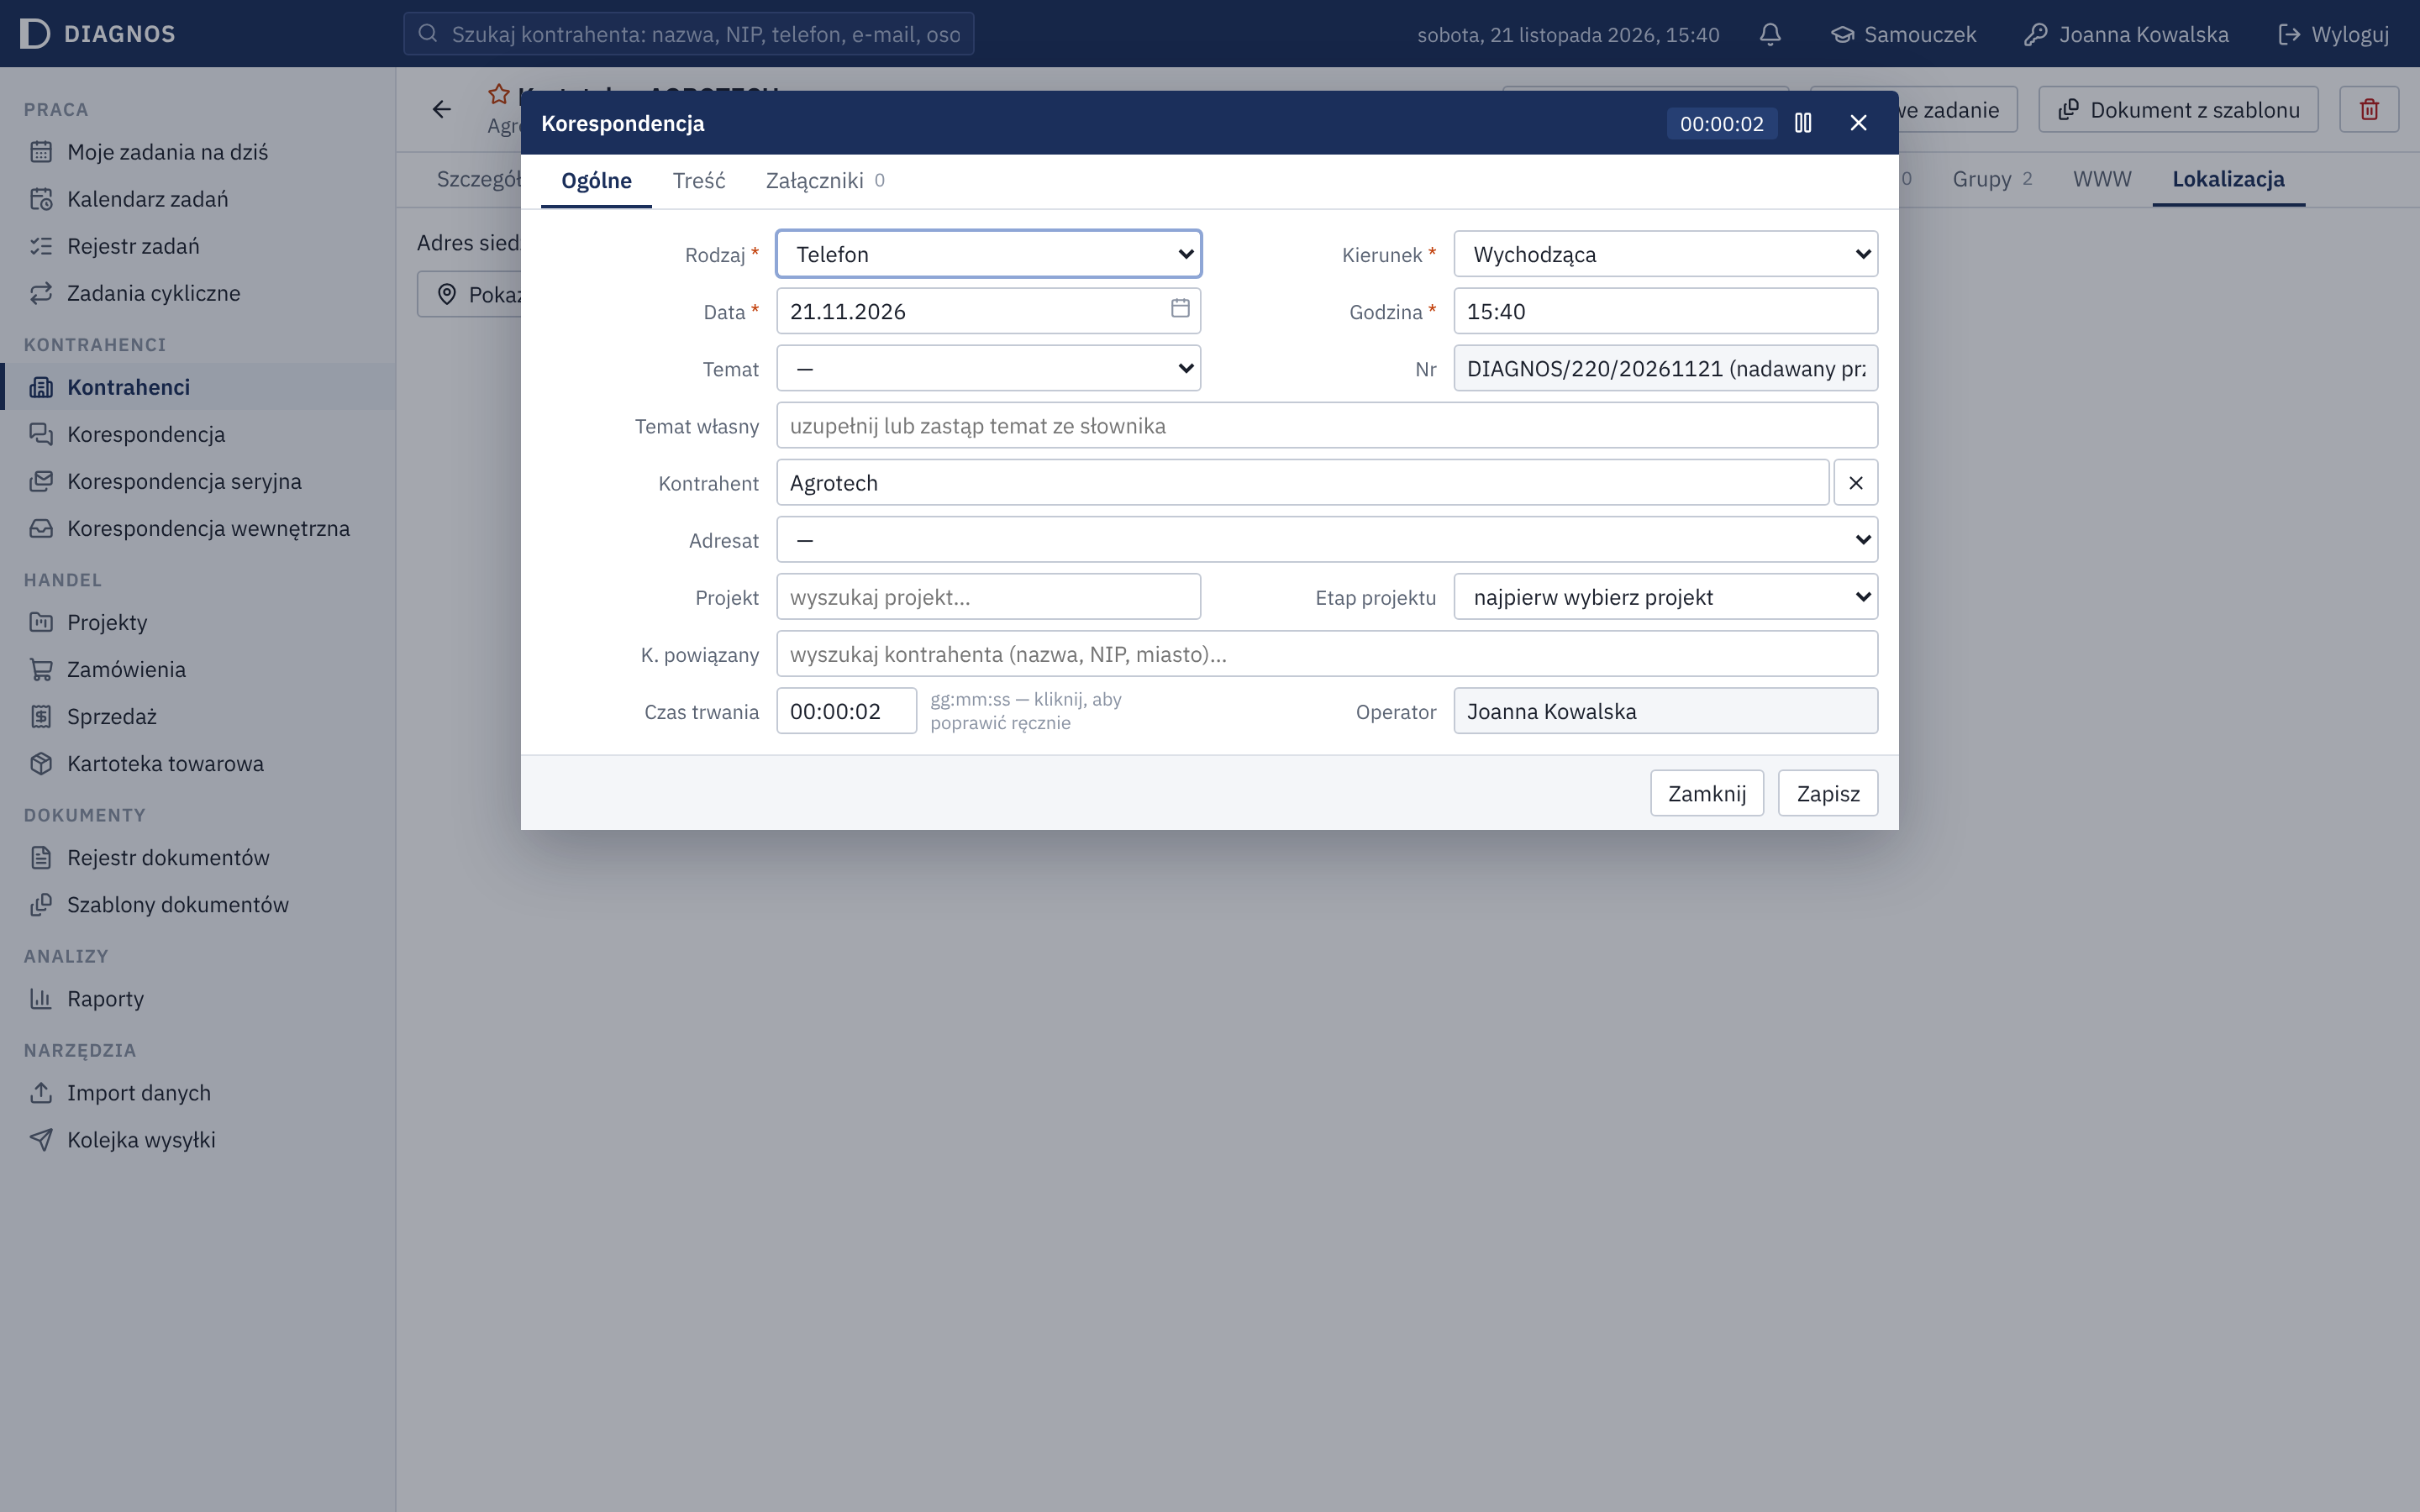 DIAGNOS
Szukaj kontrahenta: nazwa, NIP, telefon, e-mail, oso
sobota, 21 listopada 2026, 15:40
Samouczek
Joanna Kowalska
Wyloguj
PRACA
Moje zadania na dziś
Kalendarz zadań
Rejestr zadań
Zadania cykliczne
KONTRAHENCI
Kontrahenci
Korespondencja
Korespondencja seryjna
Korespondencja wewnętrzna
HANDEL
Projekty
Zamówienia
Sprzedaż
Kartoteka towarowa
DOKUMENTY
Rejestr dokumentów
Szablony dokumentów
ANALIZY
Raporty
NARZĘDZIA
Import danych
Kolejka wysyłki
Agr
we zadanie
Dokument z szablonu
Szczegół
0
Grupy 2
WWW
Lokalizacja
Adres sied
Pokaz
Korespondencja
00:00:02
Ogólne
Treść
Załączniki 0
Rodzaj * Telefon
Kierunek * Wychodząca
Data * 21.11.2026
Godzina * 15:40
Temat —
Nr DIAGNOS/220/20261121 (nadawany prz
Temat własny uzupełnij lub zastąp temat ze słownika
Kontrahent Agrotech
Adresat —
Projekt wyszukaj projekt...
Etap projektu najpierw wybierz projekt
K. powiązany wyszukaj kontrahenta (nazwa, NIP, miasto)...
Czas trwania 00:00:02
gg:mm:ss — kliknij, aby
poprawić ręcznie
Operator Joanna Kowalska
Zamknij
Zapisz